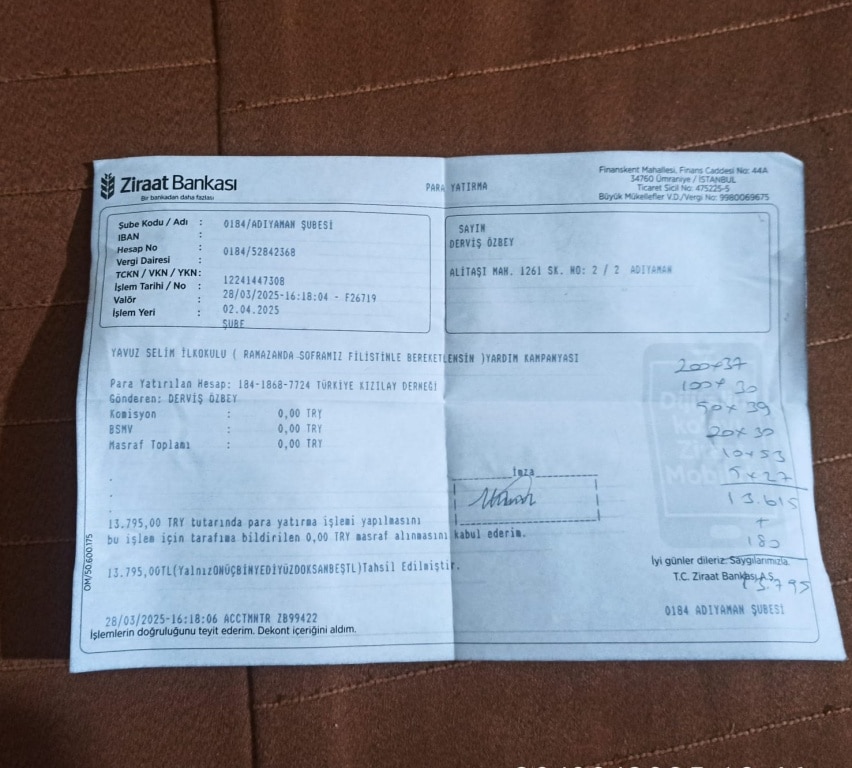 Ziraat Bankası
Bir bankadan daha fazlası
PARA YATIRMA
Finanskent Mahallesi, Finans Caddesi No: 44A
34760 Ümraniye / İSTANBUL
Ticaret Sicil No: 475225-5
Büyük Mükellefler V.D./Vergi No: 9980069675
Şube Kodu / Adı : 0184/ADIYAMAN ŞUBESİ
IBAN :
Hesap No : 0184/52842368
Vergi Dairesi :
TCKN / VKN / YKN: 12241447308
İşlem Tarihi / No : 28/03/2025-16:18:04 - F26719
Valör : 02.04.2025
İşlem Yeri : ŞUBE
SAYIN
DERVİŞ ÖZBEY
ALİTAŞI MAH. 1261 SK. NO: 2 / 2 ADIYAMAN
YAVUZ SELİM İLKOKULU ( RAMAZANDA SOFRAMIZ FİLİSTİNLE BEREKETLENSİN )YARDIM KAMPANYASI
Para Yatırılan Hesap: 184-1868-7724 TÜRKİYE KIZILAY DERNEĞİ
Gönderen: DERVİŞ ÖZBEY
Komisyon : 0,00 TRY
BSMV : 0,00 TRY
Masraf Toplamı : 0,00 TRY
200x37
100x30
50x39
20x30
10x53
5x27
13.615
+
180
13.795
İmza
13.795,00 TRY tutarında para yatırma işlemi yapılmasını
bu işlem için tarafıma bildirilen 0,00 TRY masraf alınmasını kabul ederim.
13.795,00TL(YalnızONÜÇBİNYEDİYÜZDOKSANBEŞTL)Tahsil Edilmiştir.
İyi günler dileriz. Saygılarımızla.
T.C. Ziraat Bankası A.Ş.
0184 ADIYAMAN ŞUBESİ
28/03/2025-16:18:06 ACCTMNTR ZB99422
İşlemlerin doğruluğunu teyit ederim. Dekont içeriğini aldım.
OM/50.600.175